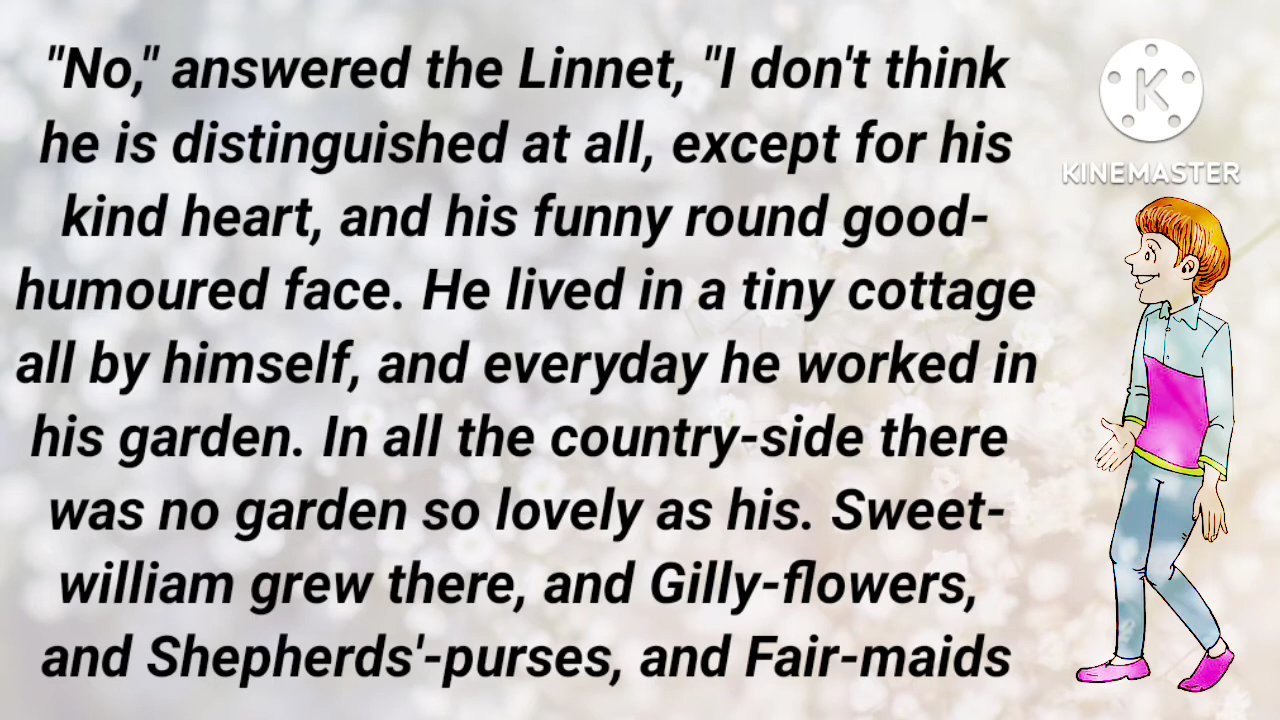 "No," answered the Linnet, "I don't think
he is distinguished at all, except for his
kind heart, and his funny round good-
humoured face. He lived in a tiny cottage
all by himself, and everyday he worked in
his garden. In all the country-side there
was no garden so lovely as his. Sweet-
william grew there, and Gilly-flowers,
and Shepherds'-purses, and Fair-maids
K
KINEMASTER